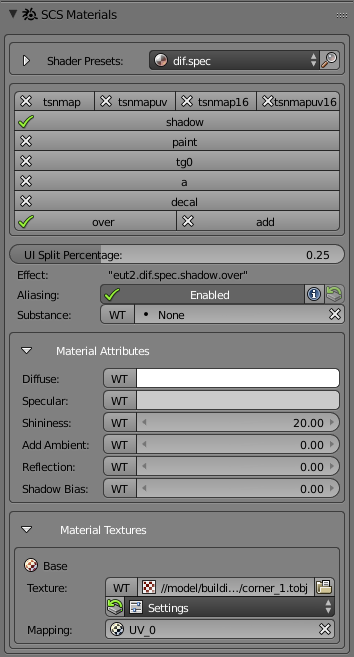 SCS Materials
Shader Presets: dif.spec
tsnmap tsnmapuv tsnmap16 tsnmapuv16
shadow
paint
tg0
a
decal
over add
UI Split Percentage: 0.25
Effect: "eut2.dif.spec.shadow.over"
Aliasing: Enabled
Substance: WT • None
Material Attributes
Diffuse: WT
Specular: WT
Shininess: WT 20.00
Add Ambient: WT 0.00
Reflection: WT 0.00
Shadow Bias: WT 0.00
Material Textures
Base
Texture: WT //model/buildi…/corner_1.tobj
Settings
Mapping: UV_0